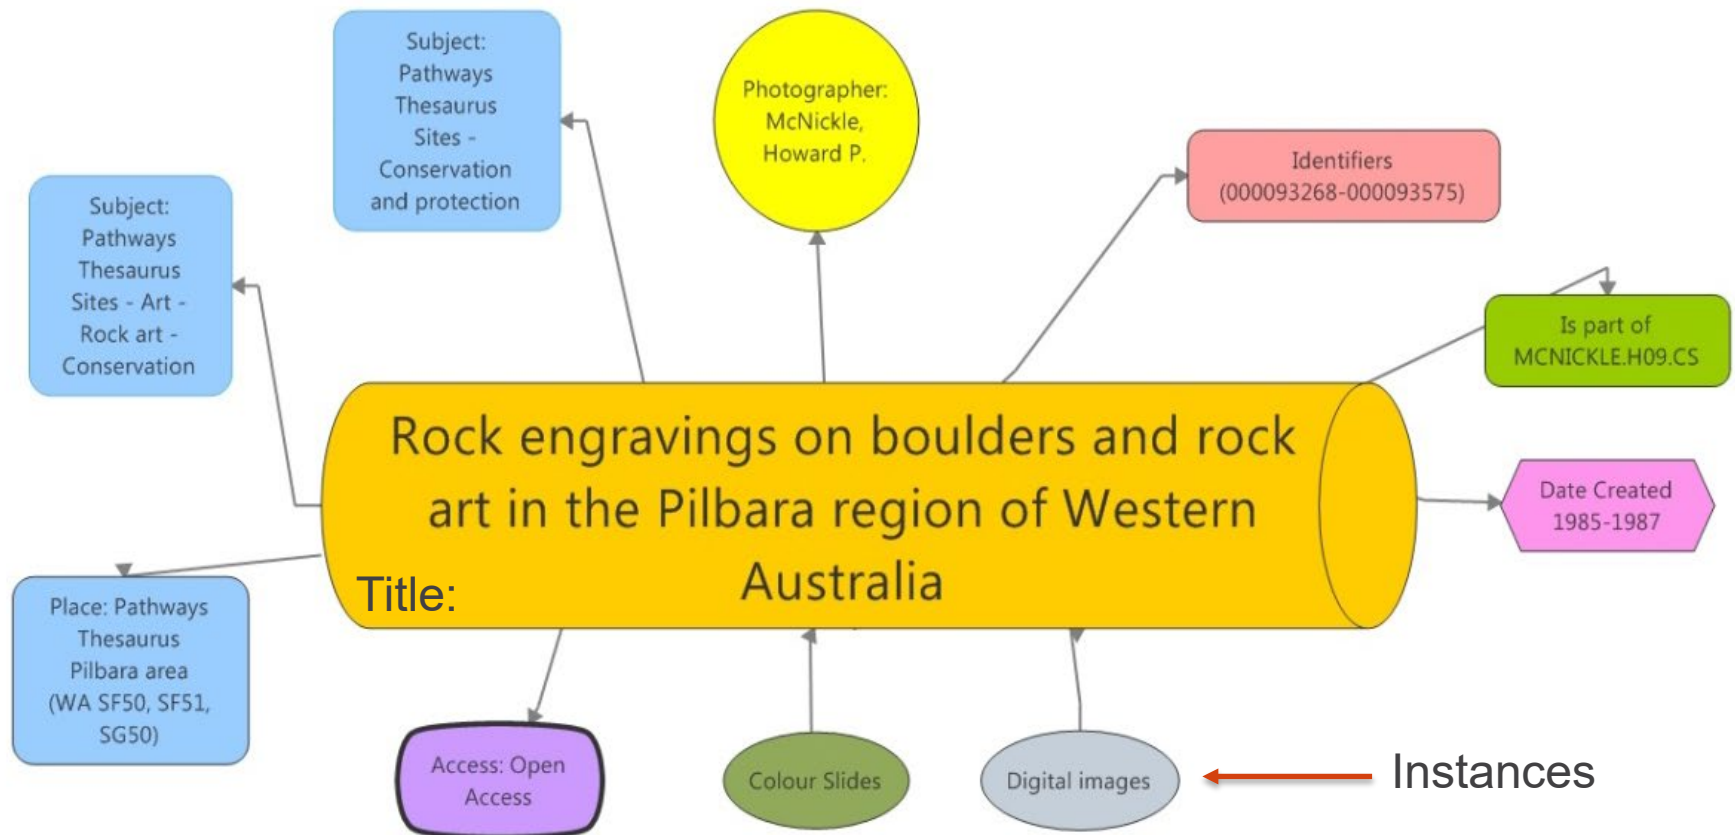 Subject:
Pathways
Thesaurus
Sites -
Conservation
and protection
Photographer:
McNickle,
Howard P.
Identifiers
(000093268-000093575)
Subject:
Pathways
Thesaurus
Sites - Art -
Rock art -
Conservation
Is part of
MCNICKLE.H09.CS
Rock engravings on boulders and rock
art in the Pilbara region of Western
Australia
Title:
Date Created
1985-1987
Place: Pathways
Thesaurus
Pilbara area
(WA SF50, SF51,
SG50)
Access: Open
Access
Colour Slides
Digital images
Instances